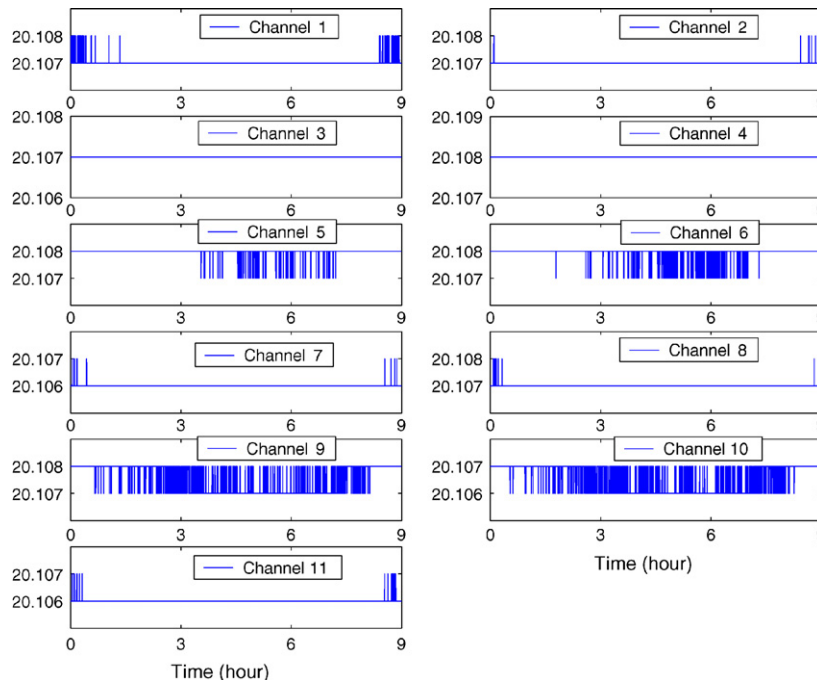 Channel 1
20.108
20.107
0 3 6 9
Channel 2
20.108
20.107
0 3 6
Channel 3
20.108
20.107
20.106
0 3 6 9
Channel 4
20.109
20.108
20.107
0 3 6
Channel 5
20.108
20.107
0 3 6 9
Channel 6
20.108
20.107
0 3 6
Channel 7
20.107
20.106
0 3 6 9
Channel 8
20.108
20.107
0 3 6
Channel 9
20.108
20.107
0 3 6 9
Channel 10
20.107
20.106
0 3 6
Time (hour)
Channel 11
20.107
20.106
0 3 6 9
Time (hour)